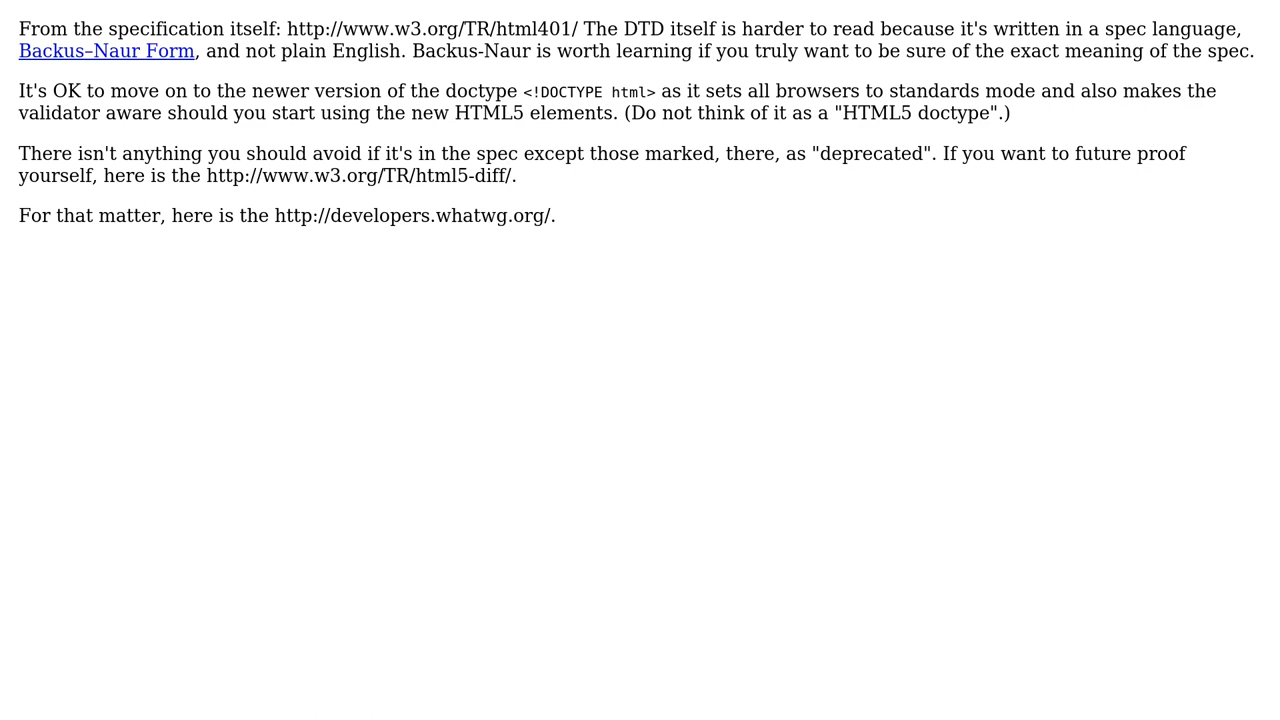 From the specification itself: http://www.w3.org/TR/html401/ The DTD itself is harder to read because it's written in a spec language,
Backus–Naur Form, and not plain English. Backus-Naur is worth learning if you truly want to be sure of the exact meaning of the spec.
It's OK to move on to the newer version of the doctype <!DOCTYPE html> as it sets all browsers to standards mode and also makes the
validator aware should you start using the new HTML5 elements. (Do not think of it as a "HTML5 doctype".)
There isn't anything you should avoid if it's in the spec except those marked, there, as "deprecated". If you want to future proof
yourself, here is the http://www.w3.org/TR/html5-diff/.
For that matter, here is the http://developers.whatwg.org/.